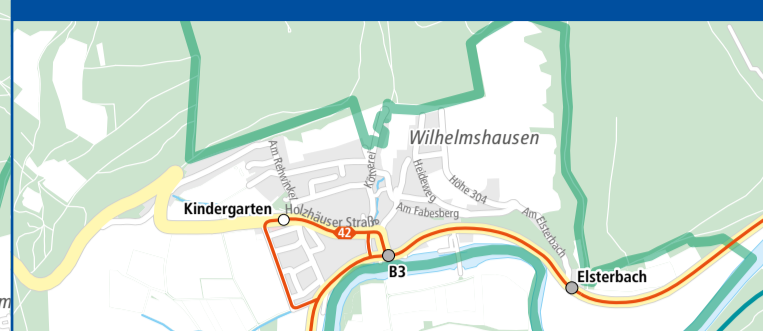 Wilhelmshausen
Am Rehwinkel
Heideweg
Höhe 304
Kindergarten
Holzhäuser Straße
Am Fabesberg
Am Elsterbach
42
B3
Elsterbach
m